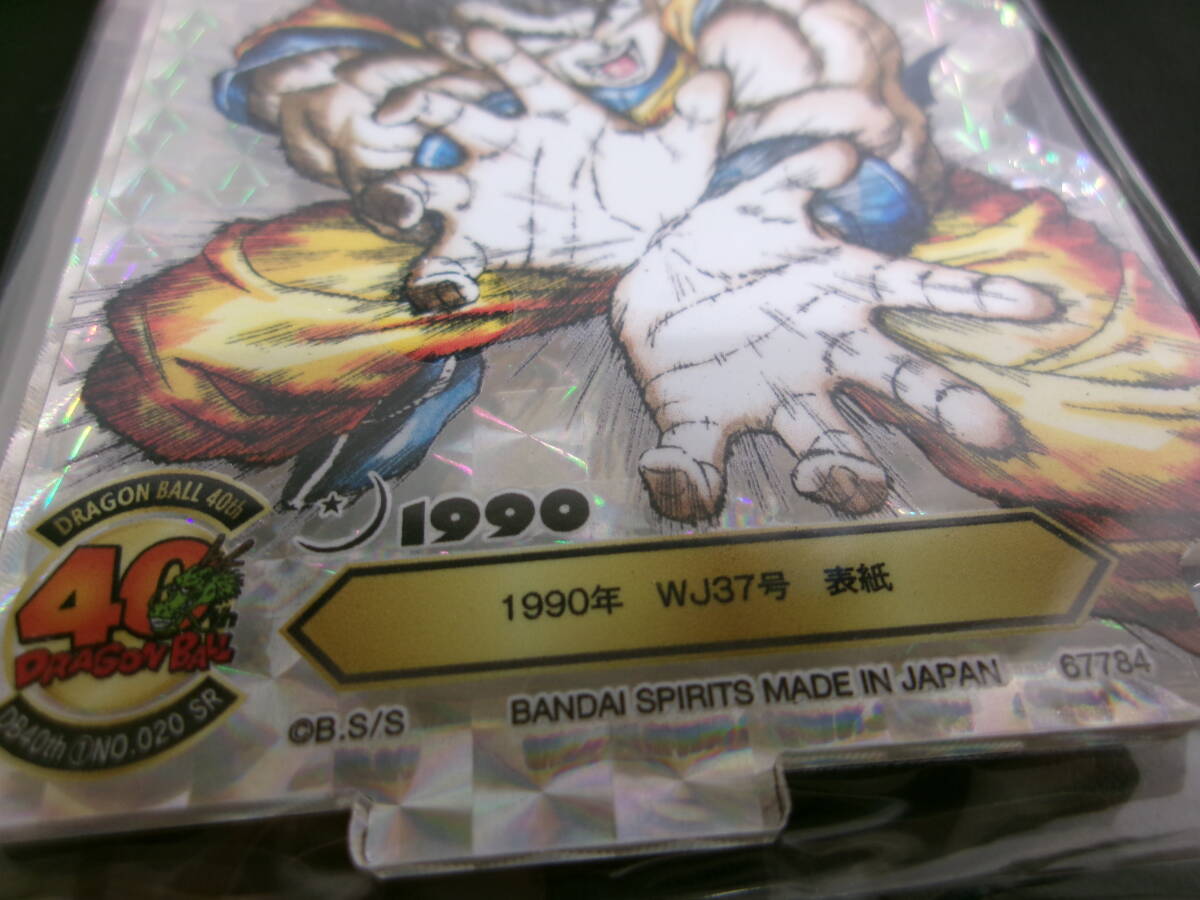 1990
1990年 WJ37号 表紙
DRAGON BALL 40th
40th
DRAGON BALL
DB40th ①NO.020 SR
©B.S/S
BANDAI SPIRITS MADE IN JAPAN
67784